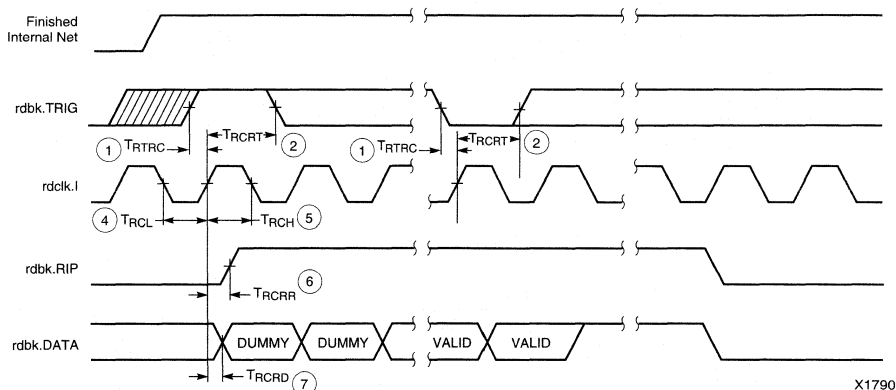 Finished
Internal Net
rdbk.TRIG
① TRTRC
TRCRT ②
① TRTRC
TRCRT ②
rdclk.I
④ TRCL
TRCH ⑤
rdbk.RIP
TRCRR ⑥
rdbk.DATA
DUMMY DUMMY VALID VALID
TRCRD ⑦
X1790